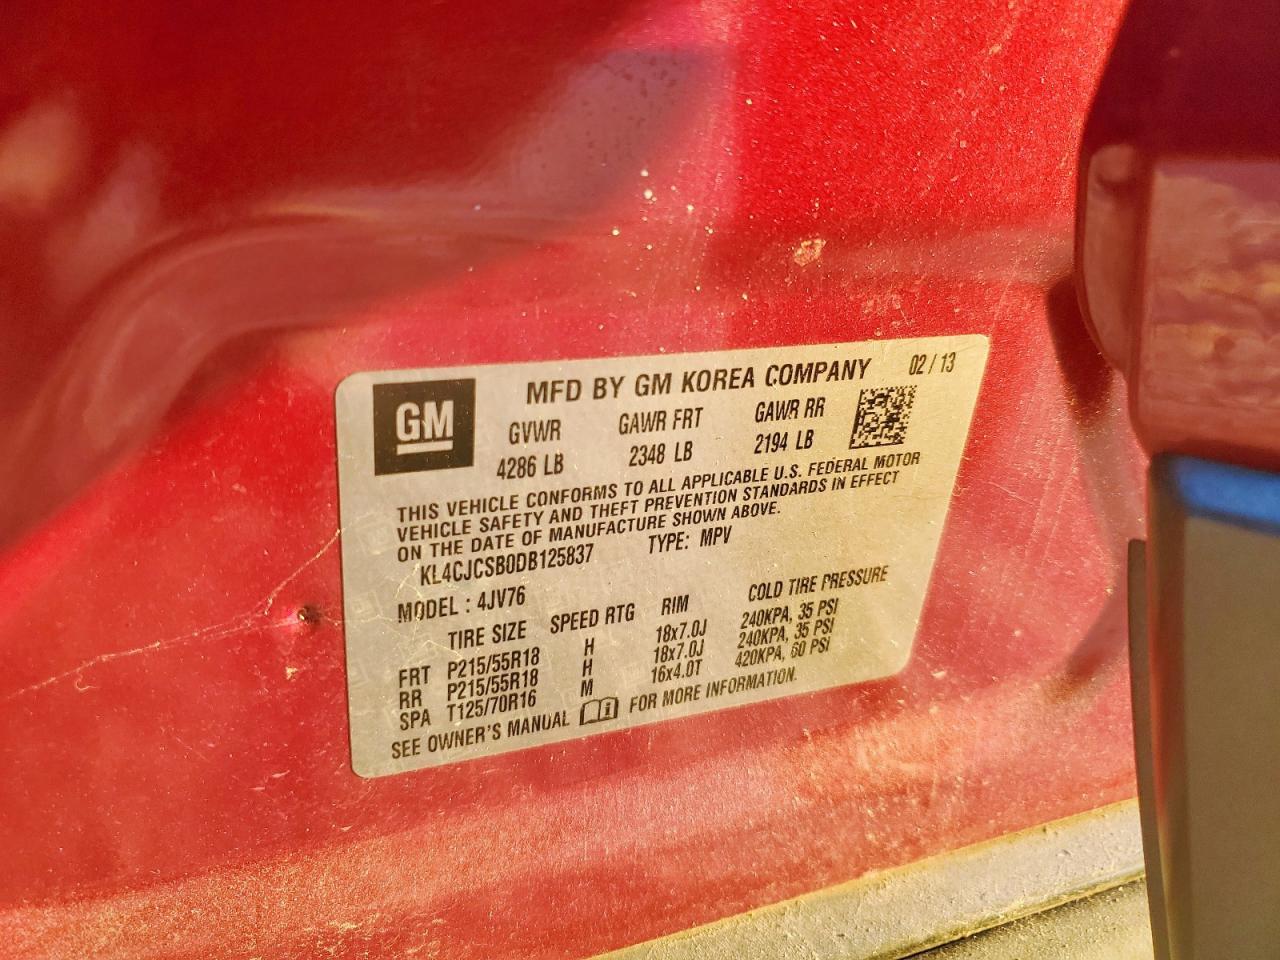 GM
MFD BY GM KOREA COMPANY 02/13
GVWR GAWR FRT GAWR RR
4286 LB 2348 LB 2194 LB
THIS VEHICLE CONFORMS TO ALL APPLICABLE U.S. FEDERAL MOTOR
VEHICLE SAFETY AND THEFT PREVENTION STANDARDS IN EFFECT
ON THE DATE OF MANUFACTURE SHOWN ABOVE.
KL4CJCSB0DB125837 TYPE: MPV
MODEL : 4JV76
TIRE SIZE SPEED RTG RIM COLD TIRE PRESSURE
FRT P215/55R18 H 18x7.0J 240KPA, 35 PSI
RR P215/55R18 H 18x7.0J 240KPA, 35 PSI
SPA T125/70R16 M 16x4.0T 420KPA, 60 PSI
SEE OWNER'S MANUAL FOR MORE INFORMATION.